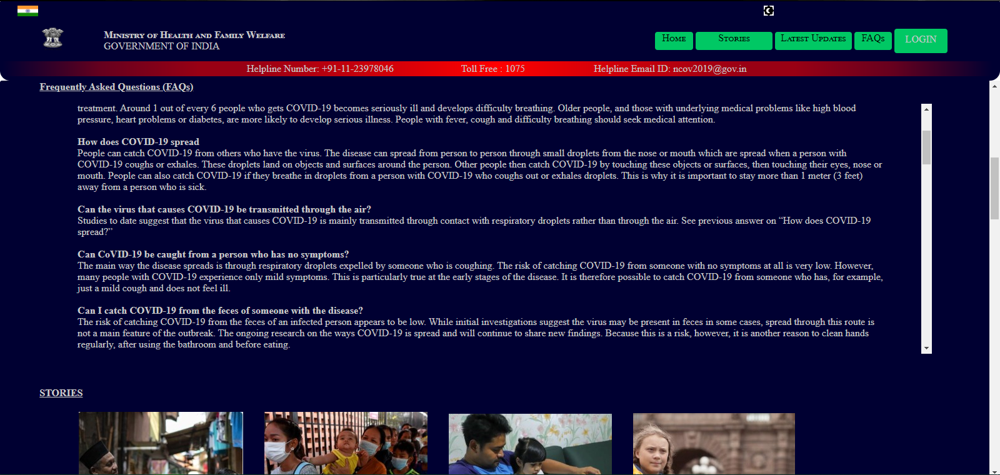 Ministry of Health and Family Welfare
GOVERNMENT OF INDIA
Home
Stories
Latest Updates
FAQs
LOGIN
Helpline Number: +91-11-23978046
Toll Free : 1075
Helpline Email ID: ncov2019@gov.in
Frequently Asked Questions (FAQs)
treatment. Around 1 out of every 6 people who gets COVID-19 becomes seriously ill and develops difficulty breathing. Older people, and those with underlying medical problems like high blood
pressure, heart problems or diabetes, are more likely to develop serious illness. People with fever, cough and difficulty breathing should seek medical attention.
How does COVID-19 spread
People can catch COVID-19 from others who have the virus. The disease can spread from person to person through small droplets from the nose or mouth which are spread when a person with
COVID-19 coughs or exhales. These droplets land on objects and surfaces around the person. Other people then catch COVID-19 by touching these objects or surfaces, then touching their eyes, nose or
mouth. People can also catch COVID-19 if they breathe in droplets from a person with COVID-19 who coughs out or exhales droplets. This is why it is important to stay more than 1 meter (3 feet)
away from a person who is sick.
Can the virus that causes COVID-19 be transmitted through the air?
Studies to date suggest that the virus that causes COVID-19 is mainly transmitted through contact with respiratory droplets rather than through the air. See previous answer on “How does COVID-19
spread?”
Can CoVID-19 be caught from a person who has no symptoms?
The main way the disease spreads is through respiratory droplets expelled by someone who is coughing. The risk of catching COVID-19 from someone with no symptoms at all is very low. However,
many people with COVID-19 experience only mild symptoms. This is particularly true at the early stages of the disease. It is therefore possible to catch COVID-19 from someone who has, for example,
just a mild cough and does not feel ill.
Can I catch COVID-19 from the feces of someone with the disease?
The risk of catching COVID-19 from the feces of an infected person appears to be low. While initial investigations suggest the virus may be present in feces in some cases, spread through this route is
not a main feature of the outbreak. The ongoing research on the ways COVID-19 is spread and will continue to share new findings. Because this is a risk, however, it is another reason to clean hands
regularly, after using the bathroom and before eating.
STORIES